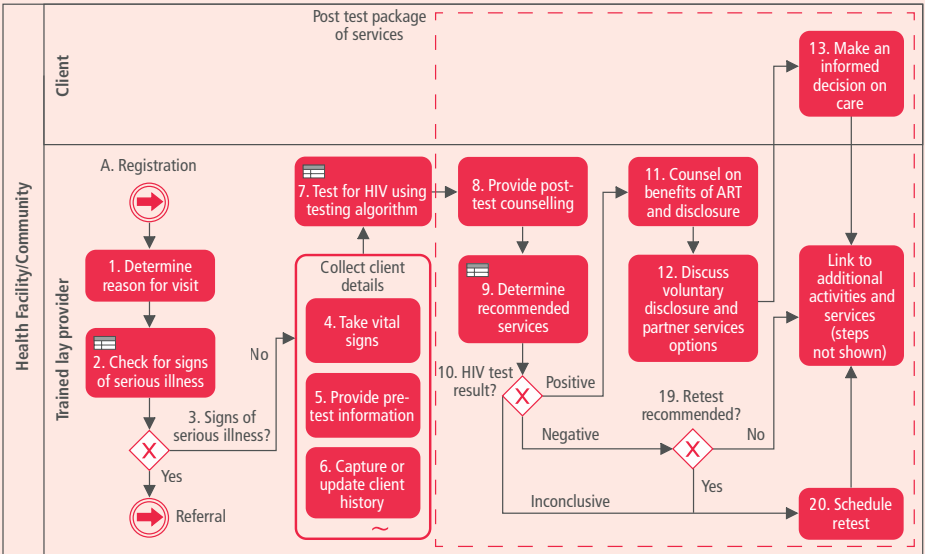 Post test package
of services
Health Facility/Community
Client
13. Make an
informed
decision on
care
Trained lay provider
A. Registration
1. Determine
reason for visit
2. Check for signs
of serious illness
3. Signs of
serious illness?
No
Yes
Referral
7. Test for HIV using
testing algorithm
Collect client
details
4. Take vital
signs
5. Provide pre-
test information
6. Capture or
update client
history
~
8. Provide post-
test counselling
9. Determine
recommended
services
10. HIV test
result?
X
X
X
Positive
Negative
Inconclusive
11. Counsel on
benefits of ART
and disclosure
12. Discuss
voluntary
disclosure and
partner services
options
19. Retest
recommended?
No
Yes
Link to
additional
activities and
services
(steps
not shown)
20. Schedule
retest